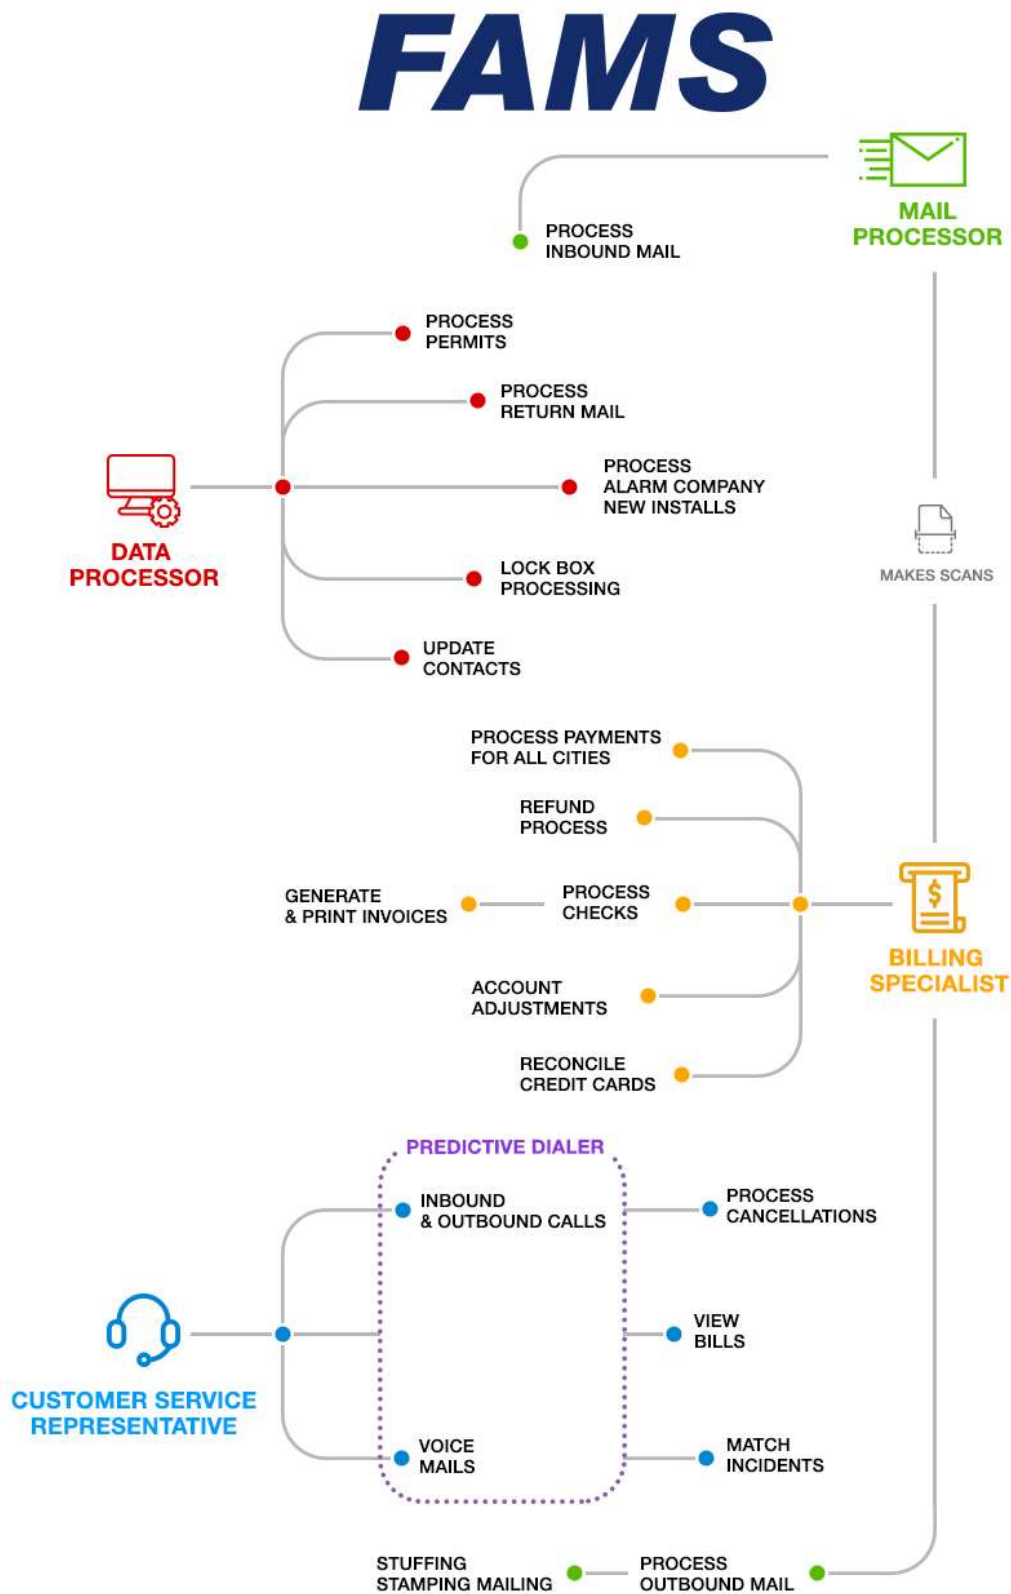 FAMS
MAIL
PROCESSOR
PROCESS
INBOUND MAIL
PROCESS
PERMITS
PROCESS
RETURN MAIL
PROCESS
ALARM COMPANY
NEW INSTALLS
DATA
PROCESSOR
LOCK BOX
PROCESSING
MAKES SCANS
UPDATE
CONTACTS
PROCESS PAYMENTS
FOR ALL CITIES
REFUND
PROCESS
GENERATE
& PRINT INVOICES
PROCESS
CHECKS
$
BILLING
SPECIALIST
ACCOUNT
ADJUSTMENTS
RECONCILE
CREDIT CARDS
PREDICTIVE DIALER
INBOUND
& OUTBOUND CALLS
PROCESS
CANCELLATIONS
VIEW
BILLS
CUSTOMER SERVICE
REPRESENTATIVE
VOICE
MAILS
MATCH
INCIDENTS
STUFFING
STAMPING MAILING
PROCESS
OUTBOUND MAIL